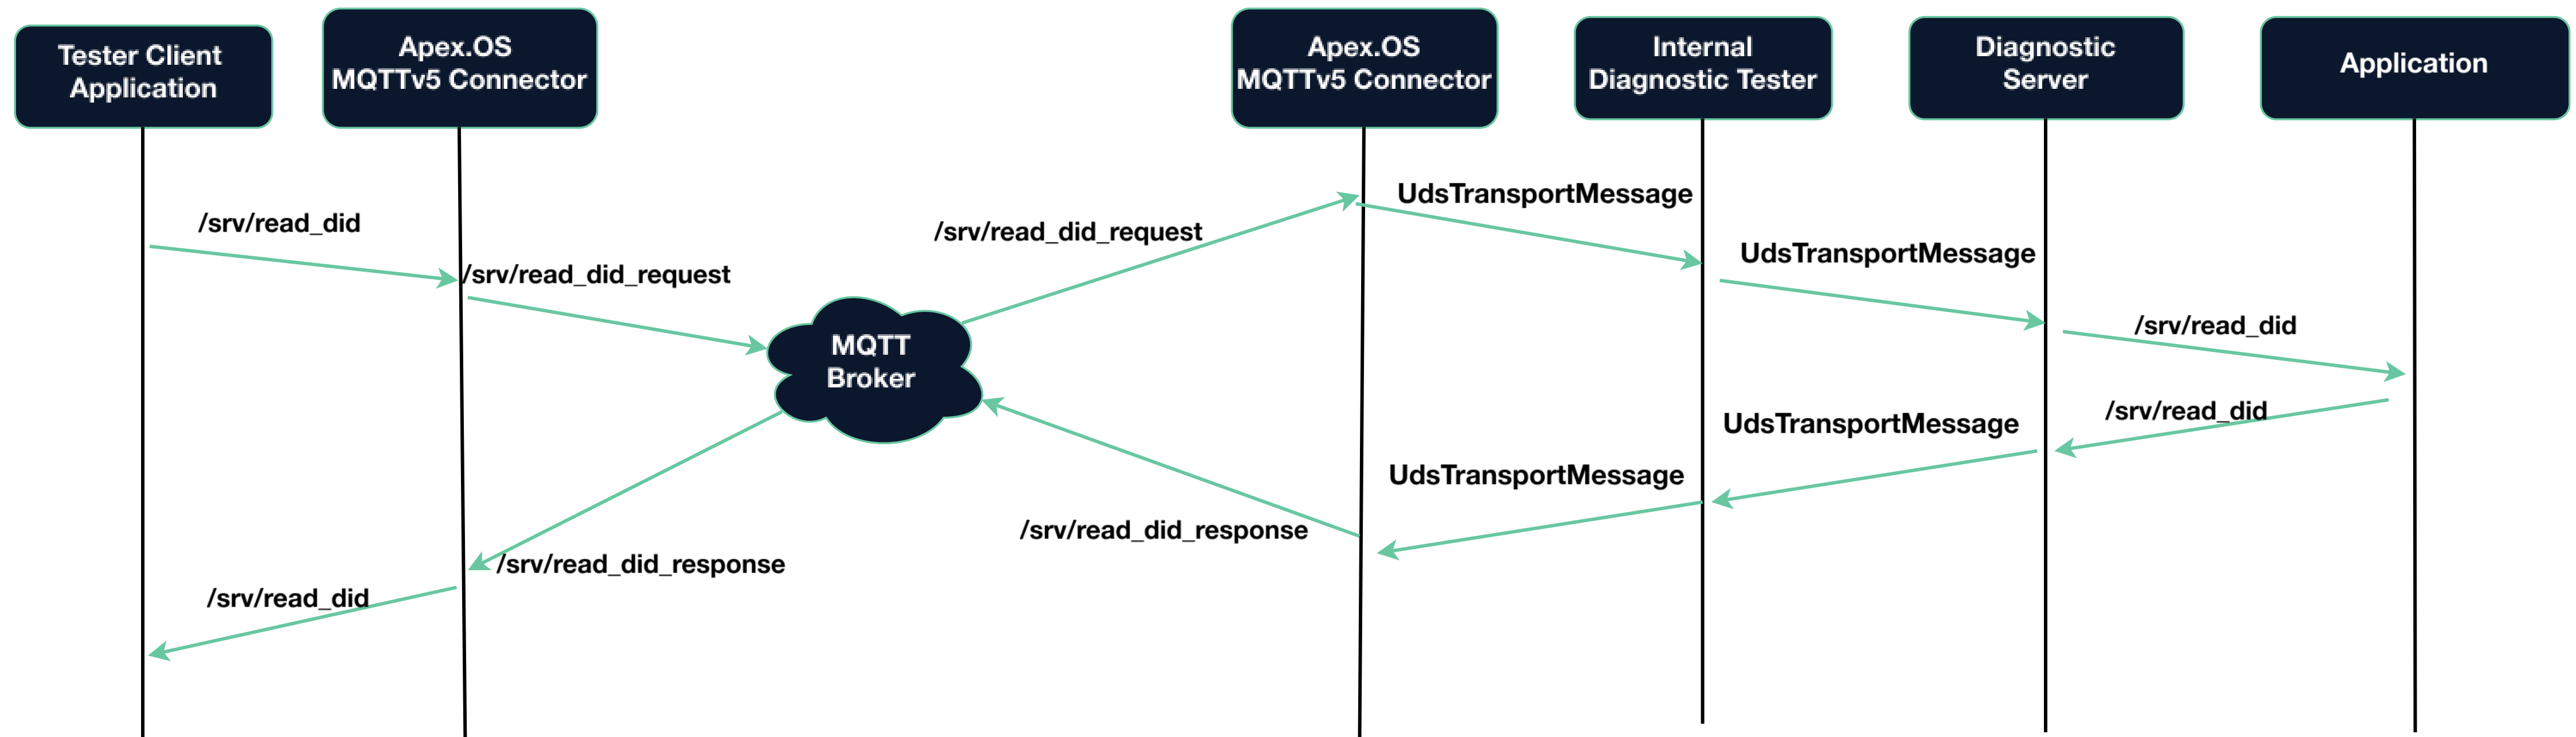 Tester Client
Application
Apex.OS
MQTTv5 Connector
Apex.OS
MQTTv5 Connector
Internal
Diagnostic Tester
Diagnostic
Server
Application
/srv/read_did
/srv/read_did_request
MQTT
Broker
/srv/read_did_request
UdsTransportMessage
UdsTransportMessage
/srv/read_did
/srv/read_did
UdsTransportMessage
UdsTransportMessage
/srv/read_did_response
/srv/read_did_response
/srv/read_did